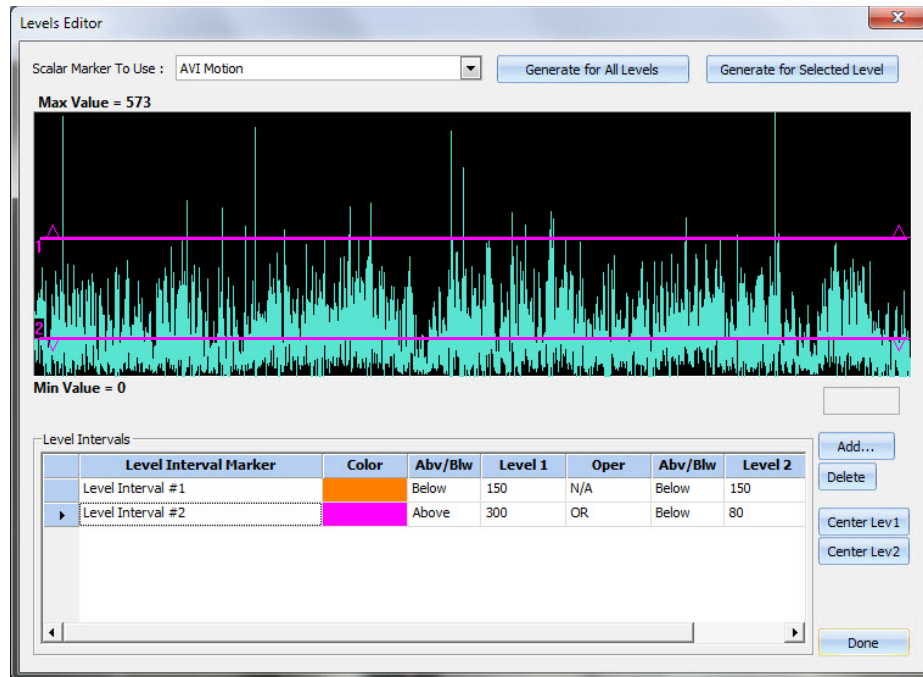 Levels Editor
x
Scalar Marker To Use : AVI Motion Generate for All Levels Generate for Selected Level
Max Value = 573
1
2
Min Value = 0
Level Intervals
Add...
Level Interval Marker Color Abv/Blw Level 1 Oper Abv/Blw Level 2
Level Interval #1 Below 150 N/A Below 150
Delete
Level Interval #2 Above 300 OR Below 80
Center Lev1
Center Lev2
Done